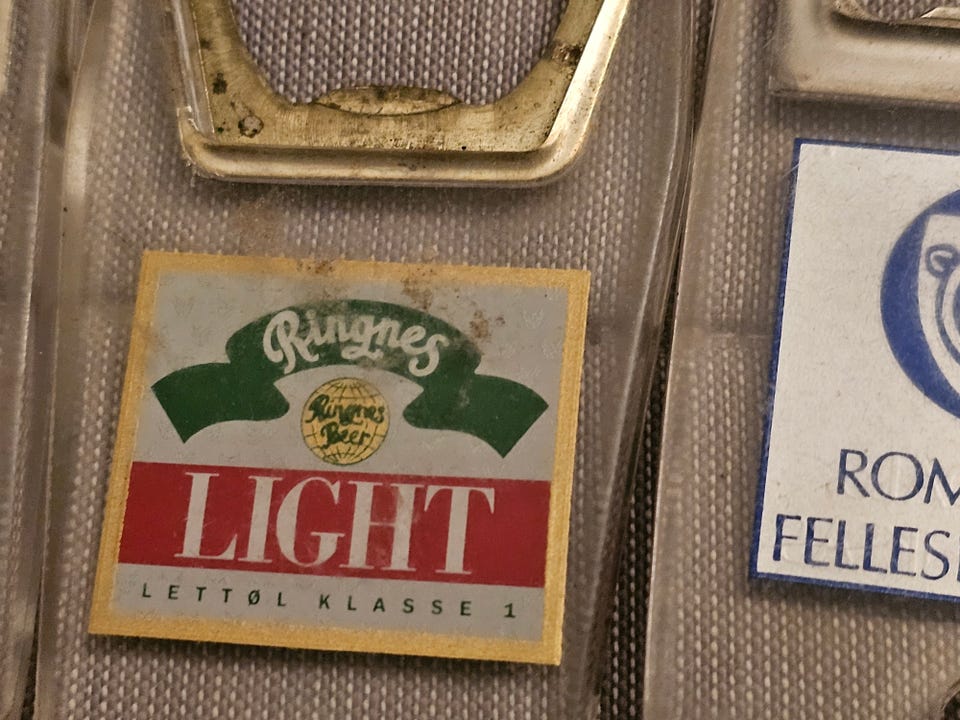 Ringnes
Ringnes
Beer
LIGHT
LETTØL KLASSE 1
ROM
FELLES